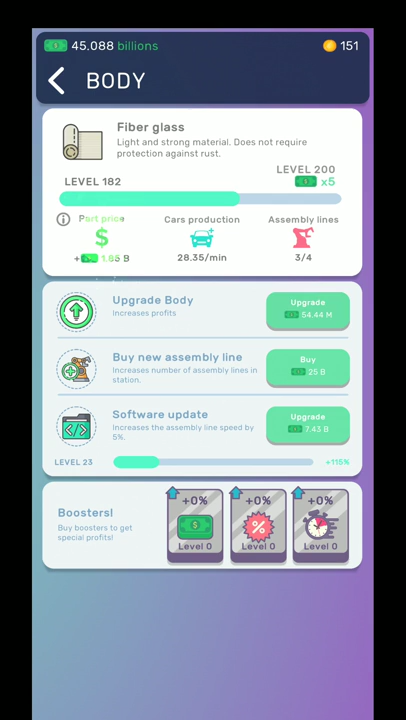 45.088 billions
151
BODY
Fiber glass
Light and strong material. Does not require
protection against rust.
LEVEL 200
LEVEL 182
x5
Part price
Cars production
Assembly lines
28.35/min
3/4
Upgrade Body
Increases profits
Upgrade
54.44 M
Buy new assembly line
Increases number of assembly lines in
station.
Buy
25 B
Software update
Increases the assembly line speed by
5%.
Upgrade
7.43 B
LEVEL 23
+115%
Boosters!
Buy boosters to get
special profits!
+0%
+0%
+0%
Level 0
Level 0
Level 0